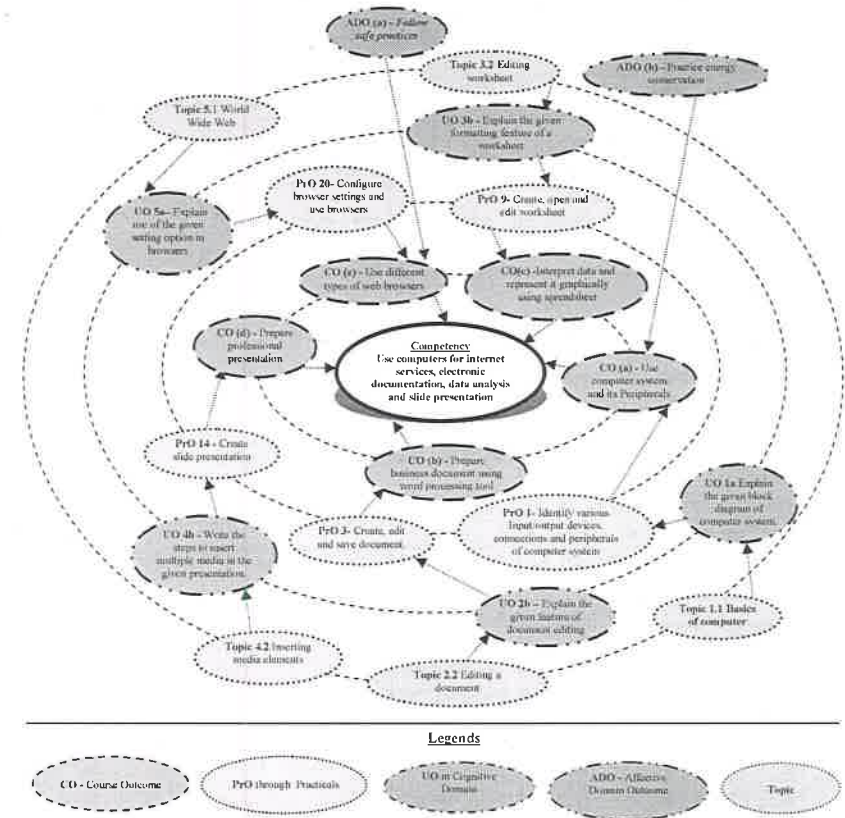 ADO (a) - Follow
safe practices
Topic 3.2 Editing
worksheet
ADO (b) - Practice energy
conservation
Topic 5.1 World
Wide Web
UO 3b - Explain the given
formatting feature of a
worksheet
PrO 20- Configure
browser settings and
use browsers
PrO 9- Create, open and
edit worksheet
UO 5a- Explain
use of the given
setting option in
browsers
CO (e) - Use different
types of web browsers
CO(c) -Interpret data and
represent it graphically
using spreadsheet
CO (d) - Prepare
professional
presentation
Competency
Use computers for internet
services, electronic
documentation, data analysis
and slide presentation
CO (a) - Use
computer system
and its Peripherals
PrO 14 - Create
slide presentation
CO (b) - Prepare
business document using
word processing tool
UO 1a Explain
the given block
diagram of
computer system.
PrO 1- Identify various
Input/output devices,
connections and peripherals
of computer system
PrO 3- Create, edit
and save document.
UO 4b - Write the
steps to insert
multiple media in the
given presentation.
UO 2b - Explain the
given feature of
document editing
Topic 1.1 Basics
of computer
Topic 4.2 Inserting
media elements
Topic 2.2 Editing a
document
Legends
CO - Course Outcome
PrO through Practicals
UO in Cognitive
Domain
ADO - Affective
Domain Outcome
Topic